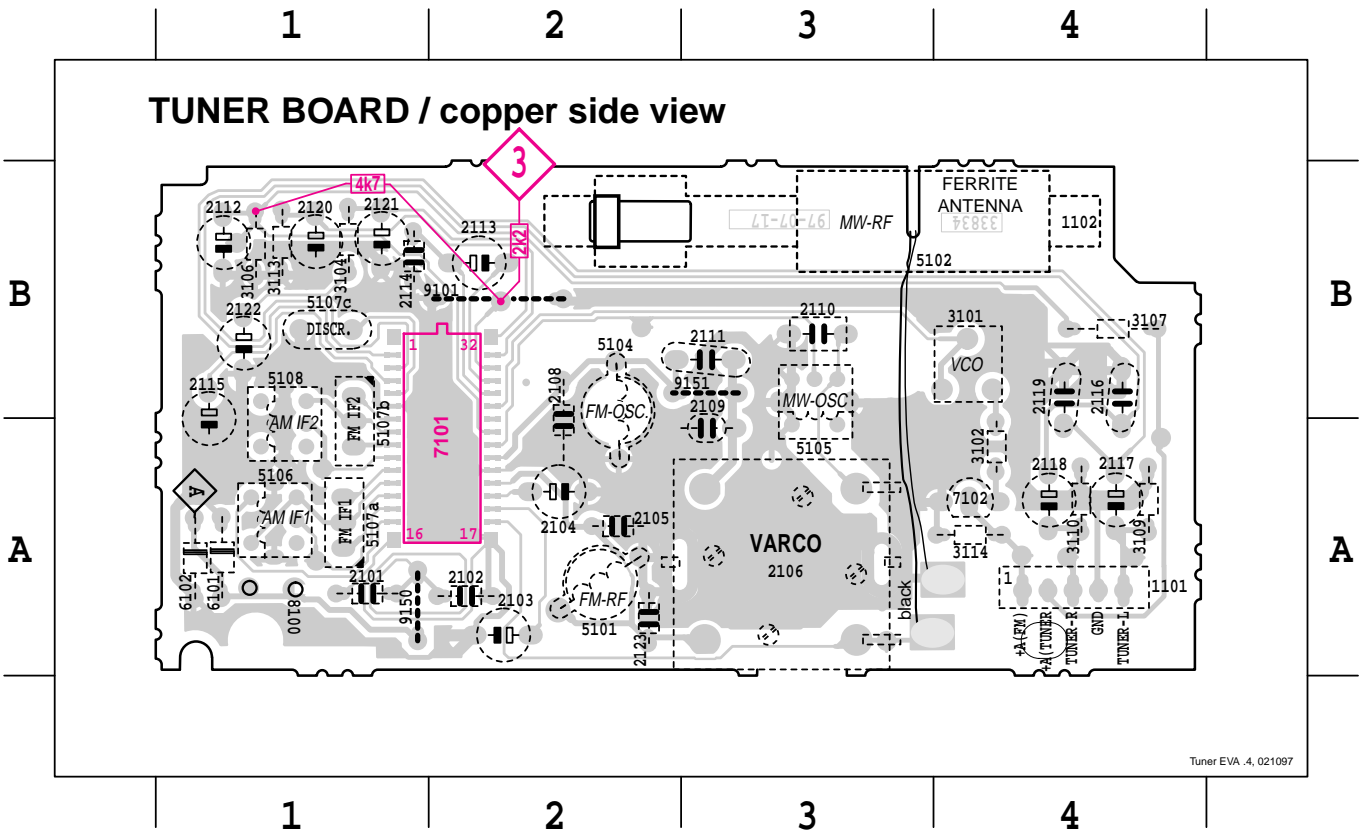 1 2 3 4
TUNER BOARD / copper side view
3
4k7
2k2
FERRITE
ANTENNA
33834
97-07-17
MW-RF
1102
5102
2112 2120 2121
2113
3106 3113 3104 2114
9101
B B
2122 5107c
DISCR.
2110
3101
3107
2111
5104
1 32
VCO
2115 5108
AM IF2
FM IF2
5107b
2108
FM-OSC.
9151
2109
MW-OSC
5105
2119 2116
7101
3102
5106
AM IF1
FM IF1
5107a
A
2104
2105
2118 2117
7102
3110 3109
3114
16 17
A A
VARCO
2106
6102 6101
2101
2102
8100
9150
2103
FM-RF
5101
2123
black
1
1101
+A(FM)
+A(TUNER
TUNER-R
GND
TUNER-L
Tuner EVA .4, 021097
1 2 3 4